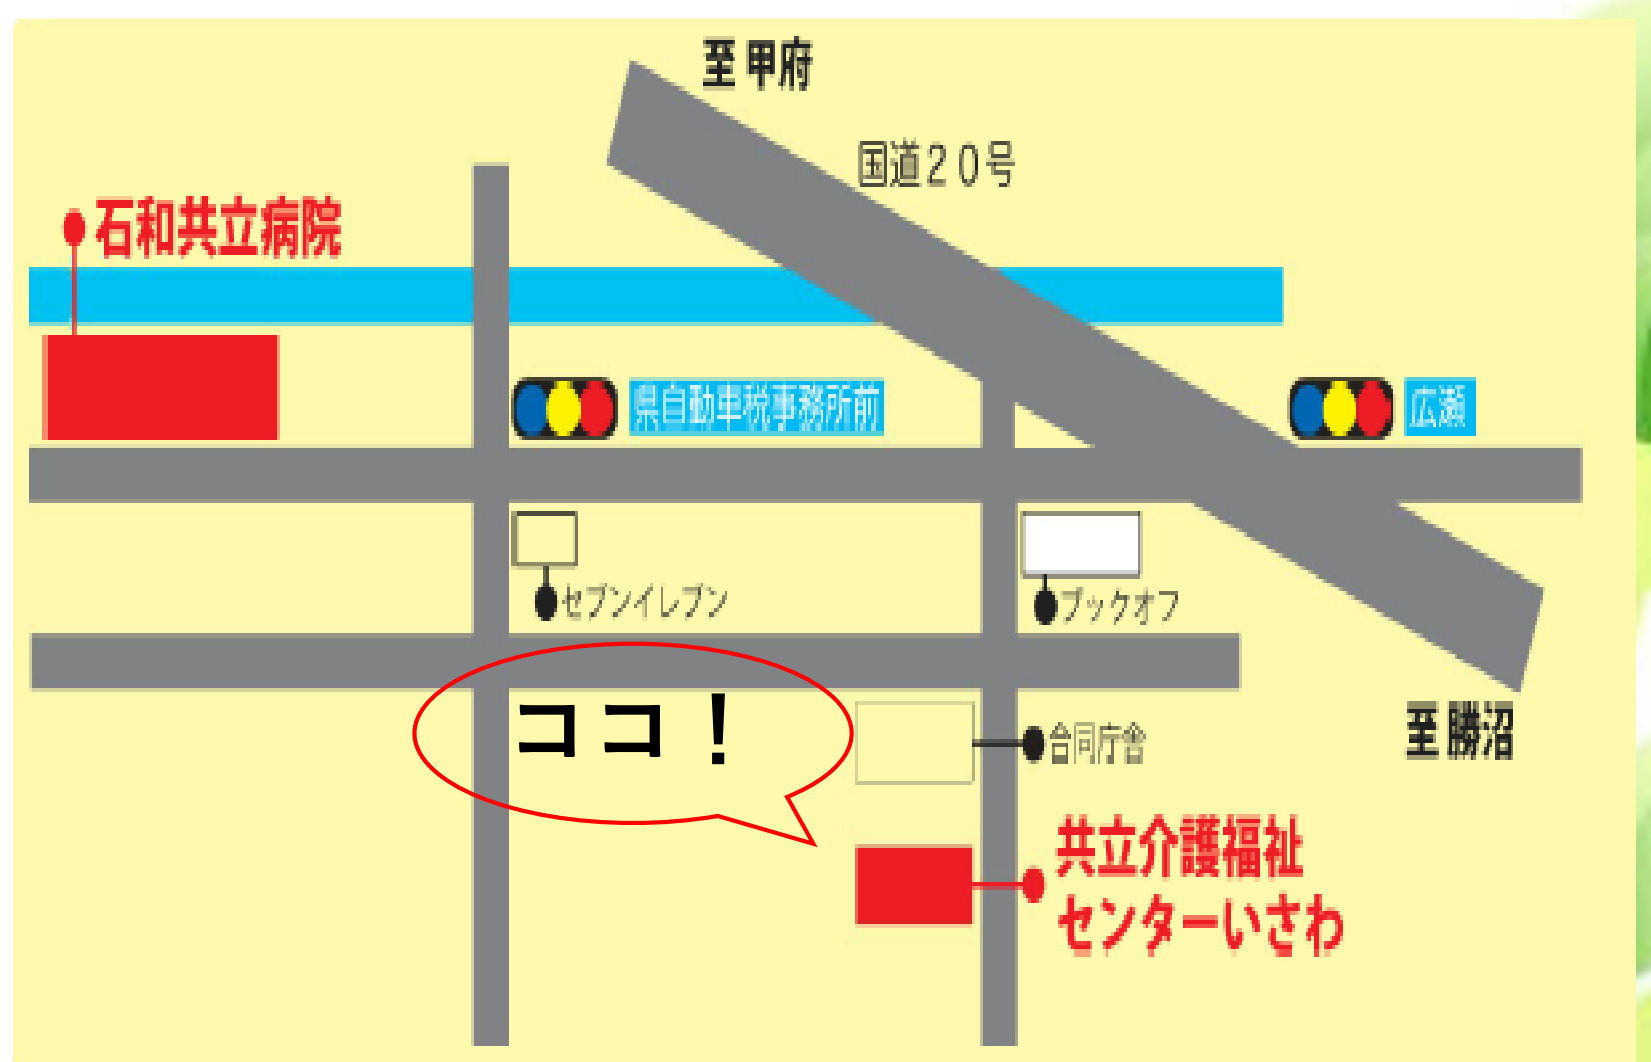 至 甲府
国道２０号
石和共立病院
県自動車税事務所前
広瀬
セブンイレブン
ブックオフ
ココ！
合同庁舎
至 勝沼
共立介護福祉
センターいさわ